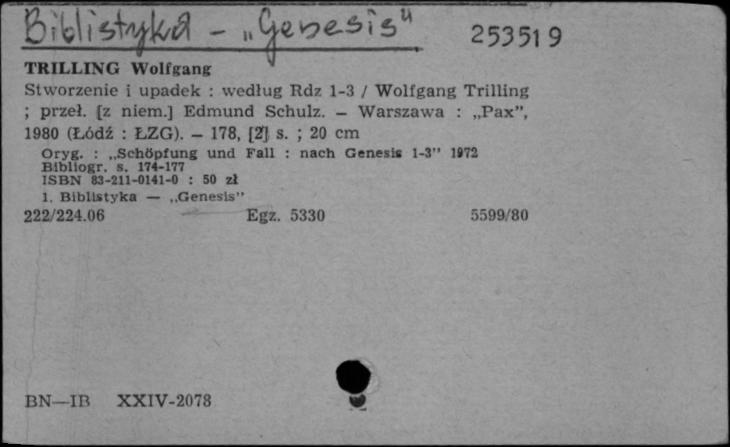 Biblistyka - „Genesis"
253519
TRILLING Wolfgang
Stworzenie i upadek : według Rdz 1-3 / Wolfgang Trilling
; przeł. [z niem.] Edmund Schulz. — Warszawa : „Pax”,
1980 (Łódź : ŁZG). — 178, [2] s. ; 20 cm
Oryg. : „Schöpfung und Fall : nach Genesis 1-3” 1972
Bibliogr. s. 174-177
ISBN 83-211-0141-0 : 50 zł
1. Biblistyka — „Genesis”
222/224.06 Egz. 5330 5599/80
BN—IB XXIV-2078